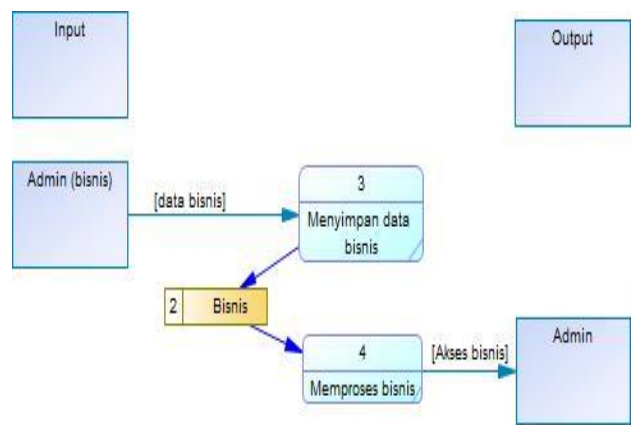 Input
Output
Admin (bisnis)
[data bisnis]
3
Menyimpan data
bisnis
2 Bisnis
4
Memproses bisnis
[Akses bisnis]
Admin